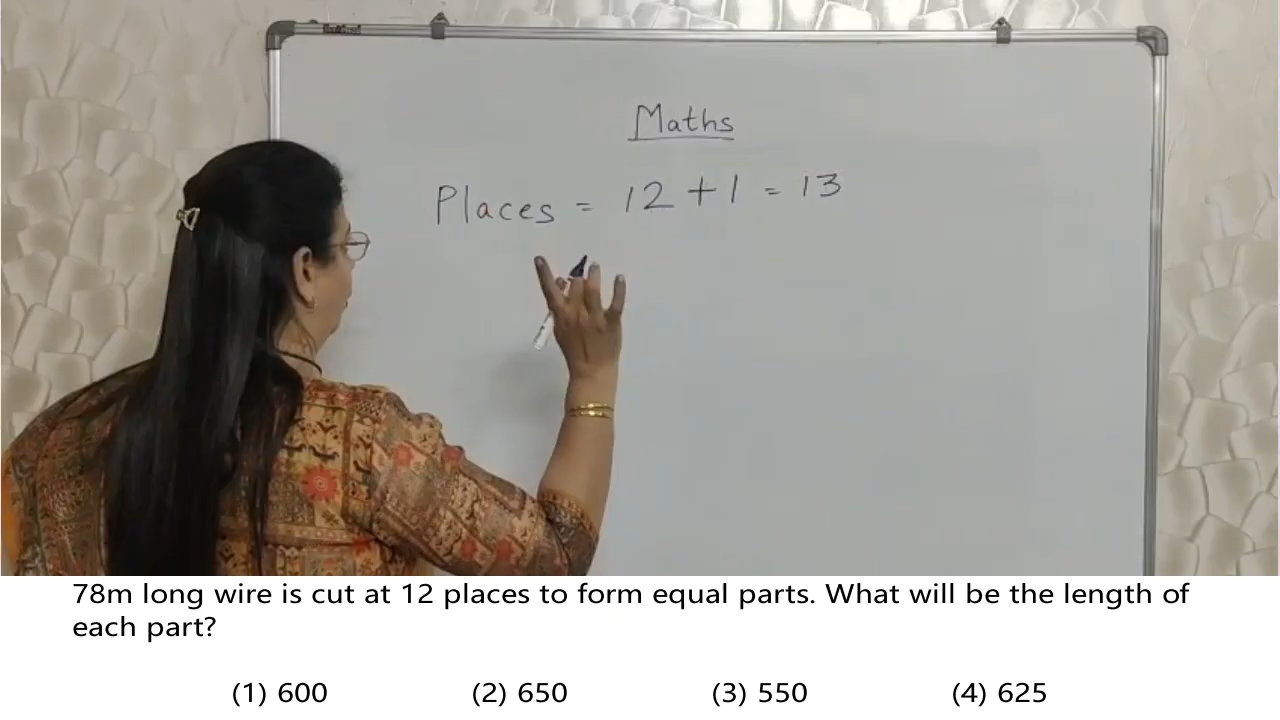 Maths
Places = 12 + 1 = 13
78m long wire is cut at 12 places to form equal parts. What will be the length of
each part?
(1) 600 (2) 650 (3) 550 (4) 625